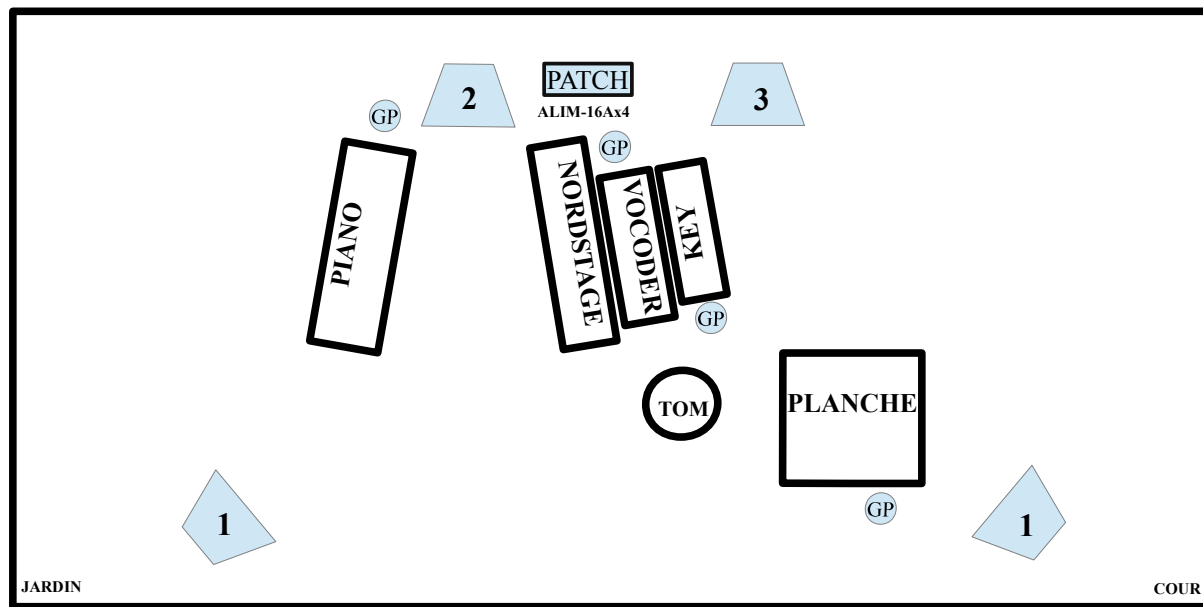 PATCH
2
3
ALIM-16Ax4
GP
GP
PIANO
NORDSTAGE
VOCODER
KEY
GP
TOM
PLANCHE
GP
1
1
JARDIN
COUR